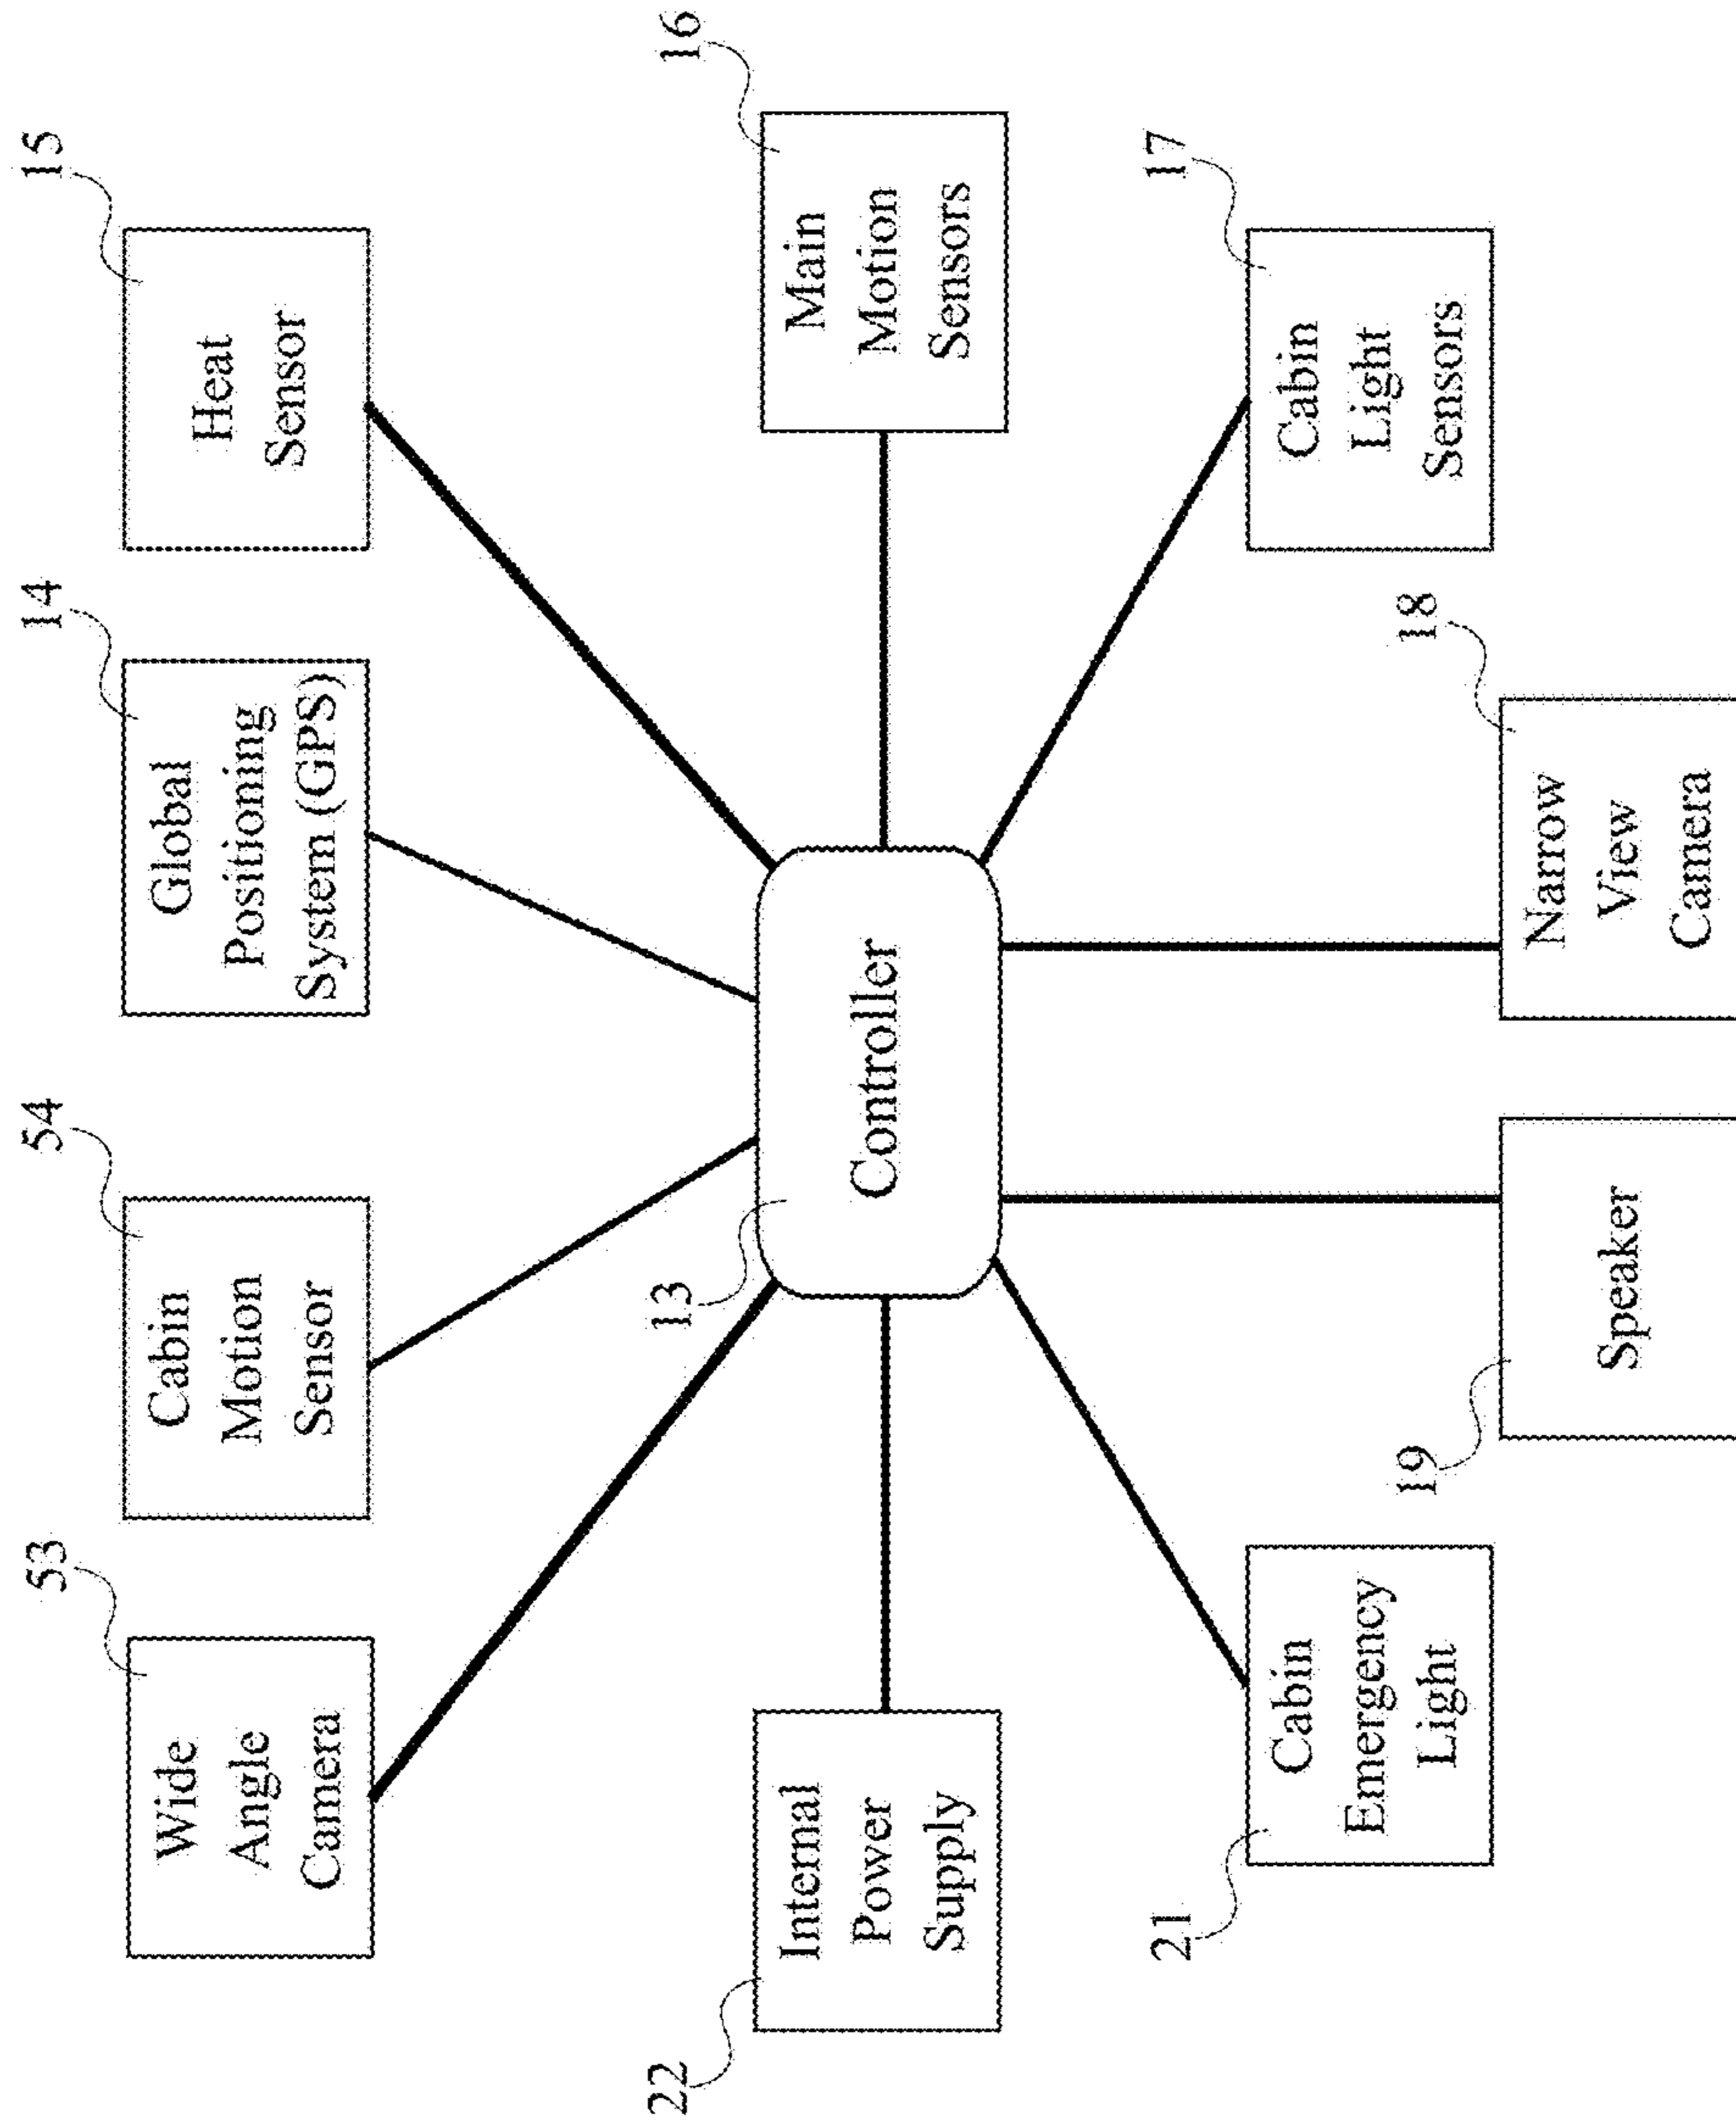 53
Wide
Angle
Camera
54
Cabin
Motion
Sensor
14
Global
Positioning
System (GPS)
15
Heat
Sensor
22
Internal
Power
Supply
13
Controller
16
Main
Motion
Sensors
21
Cabin
Emergency
Light
19
Speaker
18
Narrow
View
Camera
17
Cabin
Light
Sensors